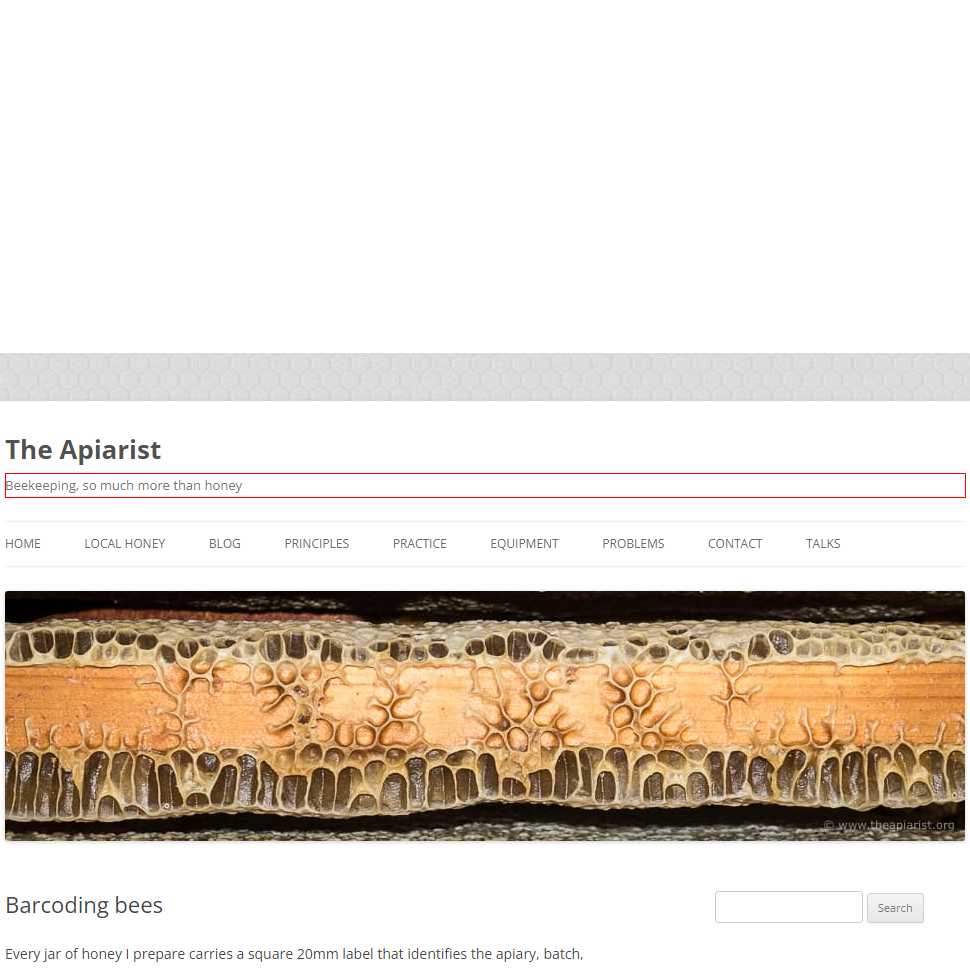 The Apiarist
Beekeeping, so much more than honey
HOME LOCAL HONEY BLOG PRINCIPLES PRACTICE EQUIPMENT PROBLEMS CONTACT TALKS
© www.theapiarist.org
Barcoding bees
Search
Every jar of honey I prepare carries a square 20mm label that identifies the apiary, batch,